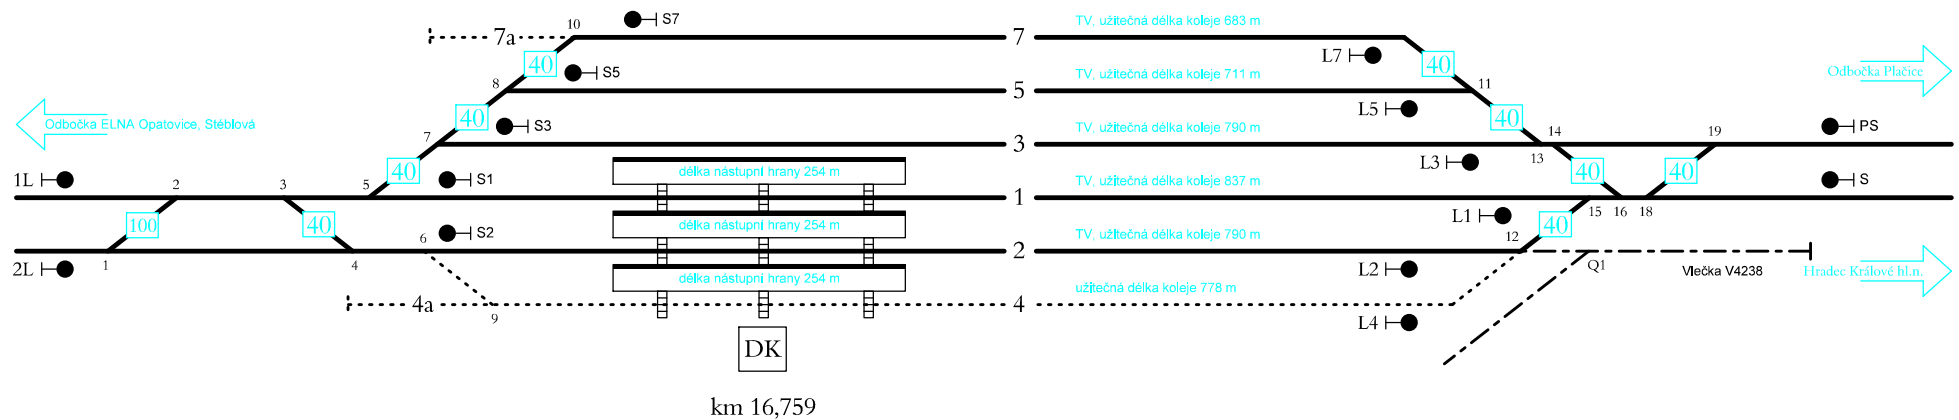 10
S7
7a
7
TV, užitečná délka koleje 683 m
L7
40
40
S5
8
5
TV, užitečná délka koleje 711 m
11
Odbočka Plačice
L5
40
40
Odbočka ELNA Opatovice, Stéblová
S3
7
3
TV, užitečná délka koleje 790 m
14
19
PS
13
L3
40
délka nástupní hrany 254 m
40
40
1L
2
3
5
S1
1
TV, užitečná délka koleje 837 m
S
15
16
18
L1
100
40
délka nástupní hrany 254 m
40
6
S2
2
TV, užitečná délka koleje 790 m
12
2L
1
4
L2
Q1
Vlečka V4238
Hradec Králové hl.n.
délka nástupní hrany 254 m
4a
9
4
užitečná délka koleje 778 m
L4
DK
km 16,759